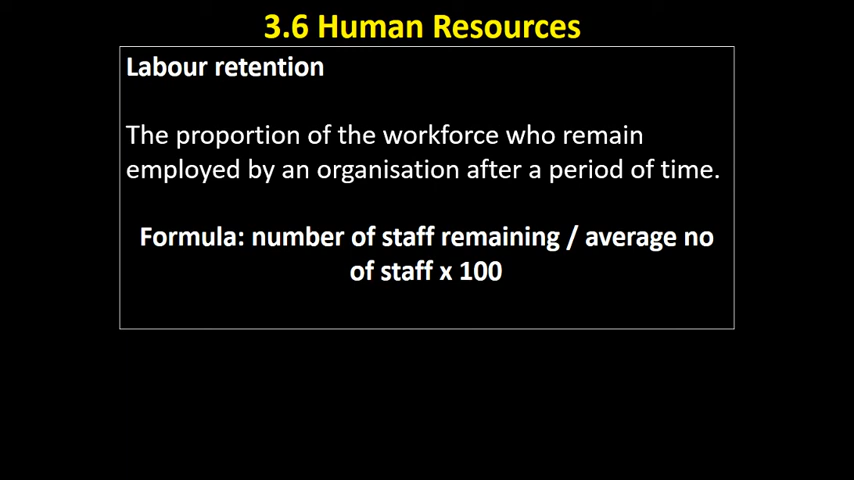 3.6 Human Resources
Labour retention
The proportion of the workforce who remain
employed by an organisation after a period of time.
Formula: number of staff remaining / average no
of staff x 100